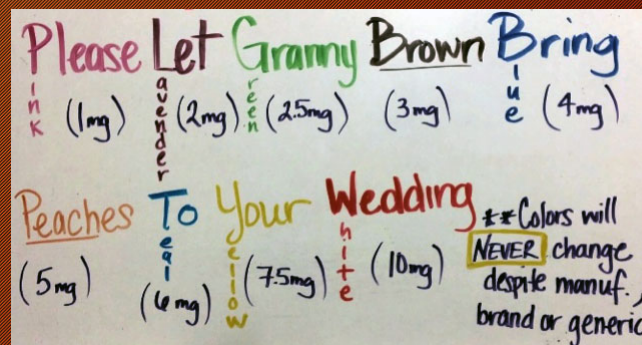 Please Let Granny Brown Bring
ink avender reen lue
(1mg) (2mg) (2.5mg) (3mg) (4mg)
Peaches To Your Wedding
eal ellow hite
(5mg) (6mg) (7.5mg) (10mg)
**Colors will
NEVER change
despite manuf.,
brand or generic